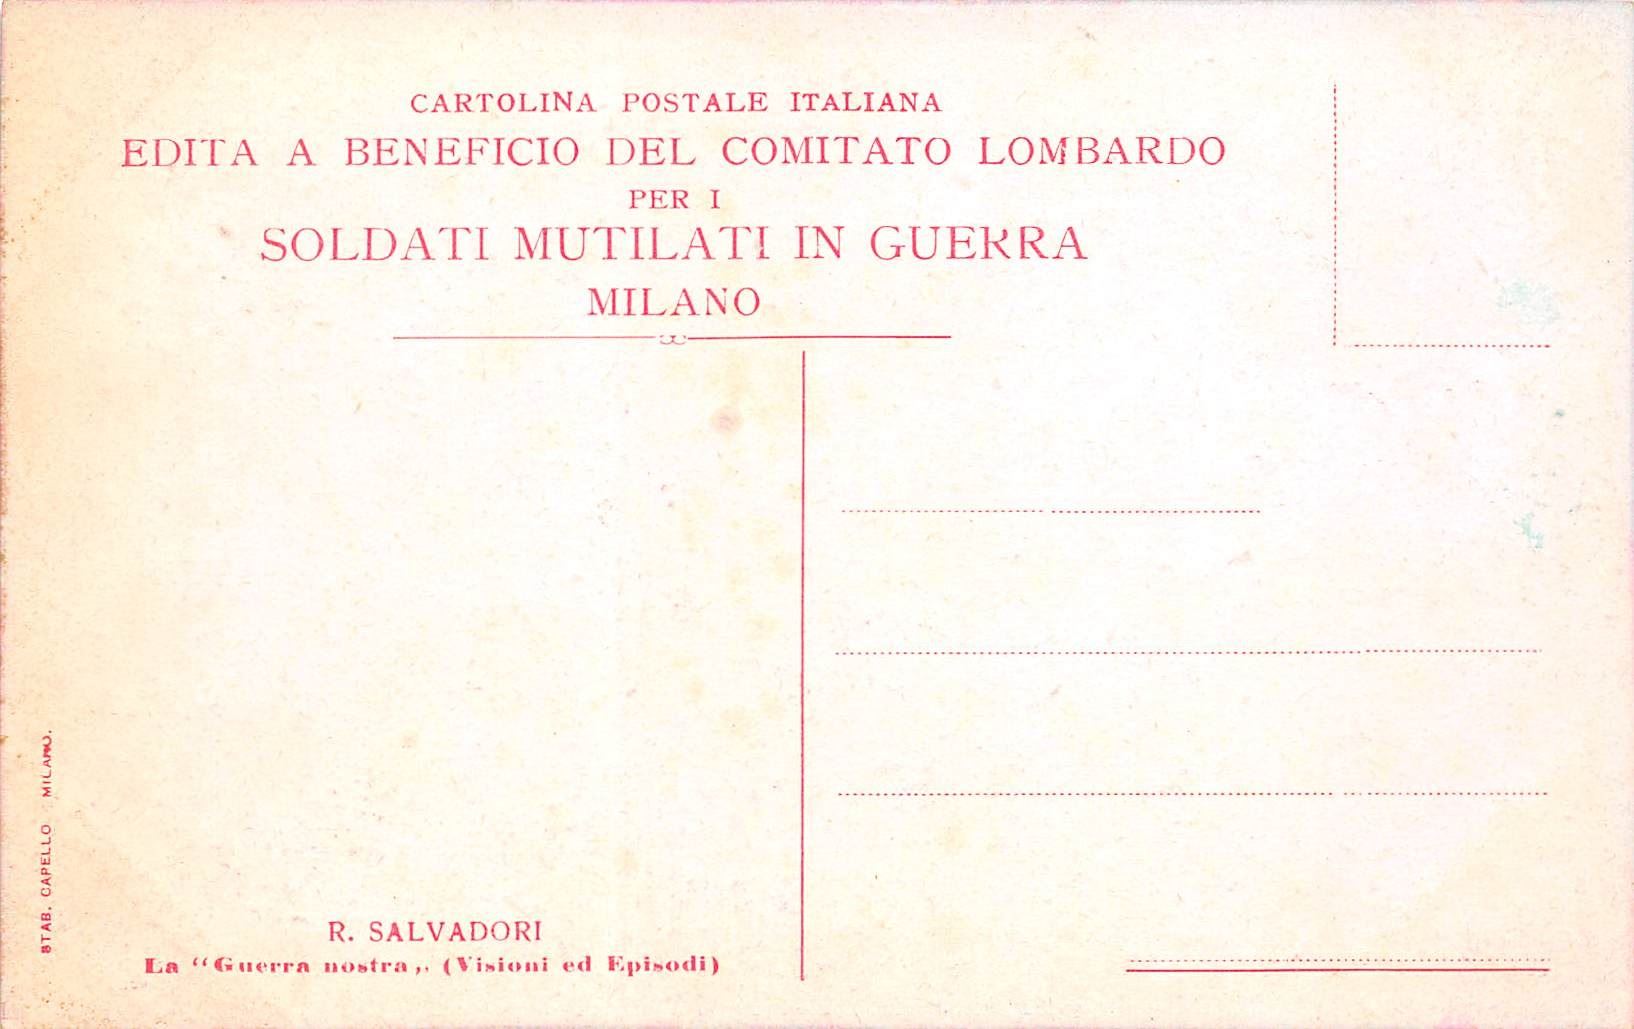 CARTOLINA POSTALE ITALIANA
EDITA A BENEFICIO DEL COMITATO LOMBARDO
PER I
SOLDATI MUTILATI IN GUERRA
MILANO
STAB. CAPELLO MILANO.
R. SALVADORI
La “Guerra nostra„ (Visioni ed Episodi)